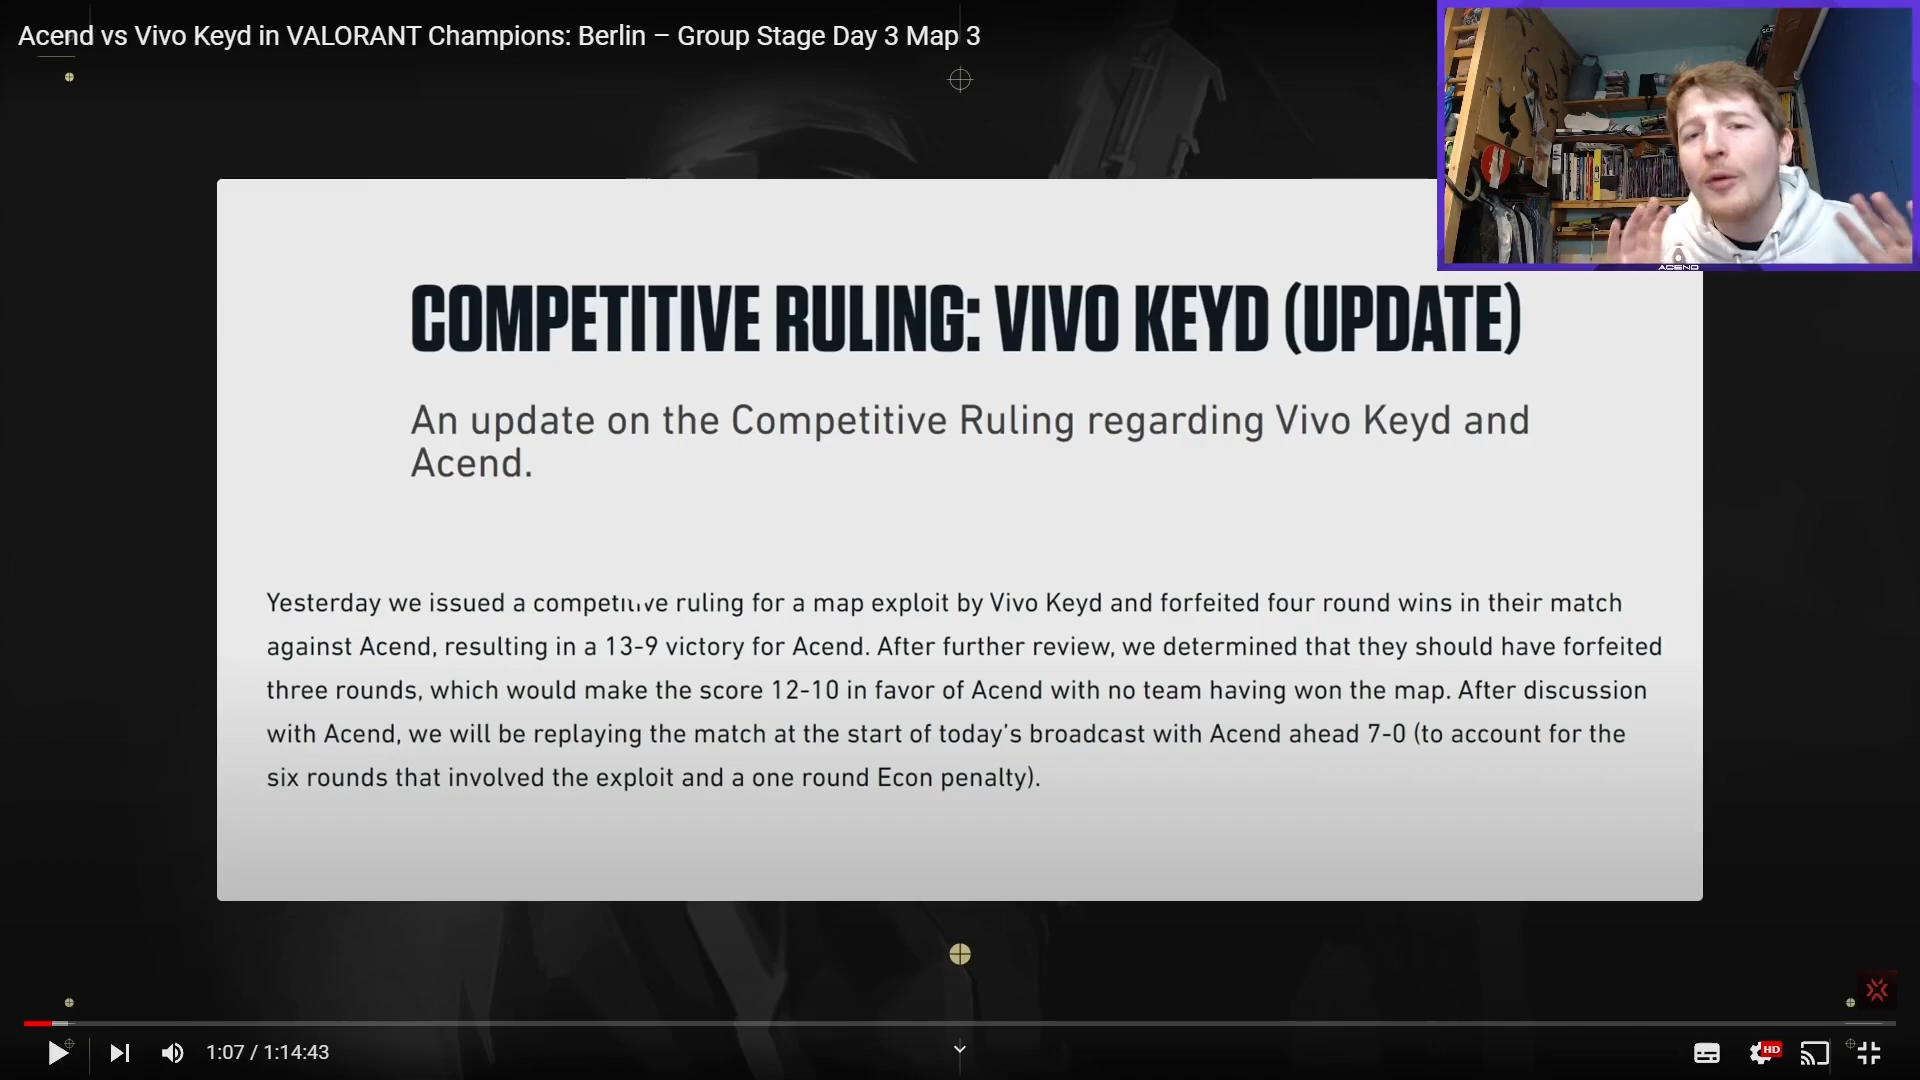 Acend vs Vivo Keyd in VALORANT Champions: Berlin – Group Stage Day 3 Map 3
ACEND
COMPETITIVE RULING: VIVO KEYD (UPDATE)
An update on the Competitive Ruling regarding Vivo Keyd and
Acend.
Yesterday we issued a competitive ruling for a map exploit by Vivo Keyd and forfeited four round wins in their match
against Acend, resulting in a 13-9 victory for Acend. After further review, we determined that they should have forfeited
three rounds, which would make the score 12-10 in favor of Acend with no team having won the map. After discussion
with Acend, we will be replaying the match at the start of today's broadcast with Acend ahead 7-0 (to account for the
six rounds that involved the exploit and a one round Econ penalty).
1:07 / 1:14:43
HD